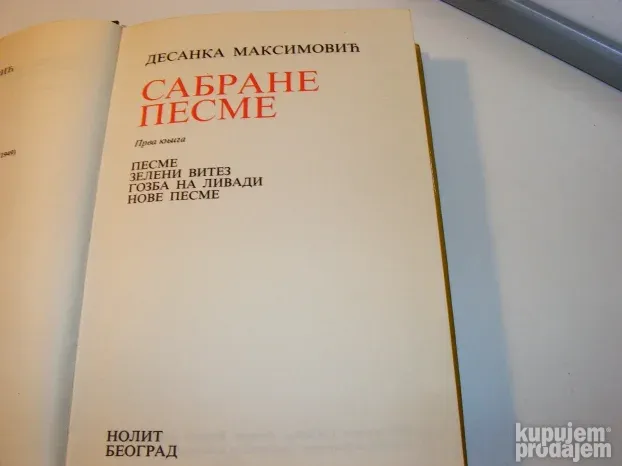 ДЕСАНКА МАКСИМОВИЋ
САБРАНЕ
ПЕСМЕ
Прва књига
ПЕСМЕ
ЗЕЛЕНИ ВИТЕЗ
ГОЗБА НА ЛИВАДИ
НОВЕ ПЕСМЕ
НОЛИТ
БЕОГРАД
kupujem
prodajem